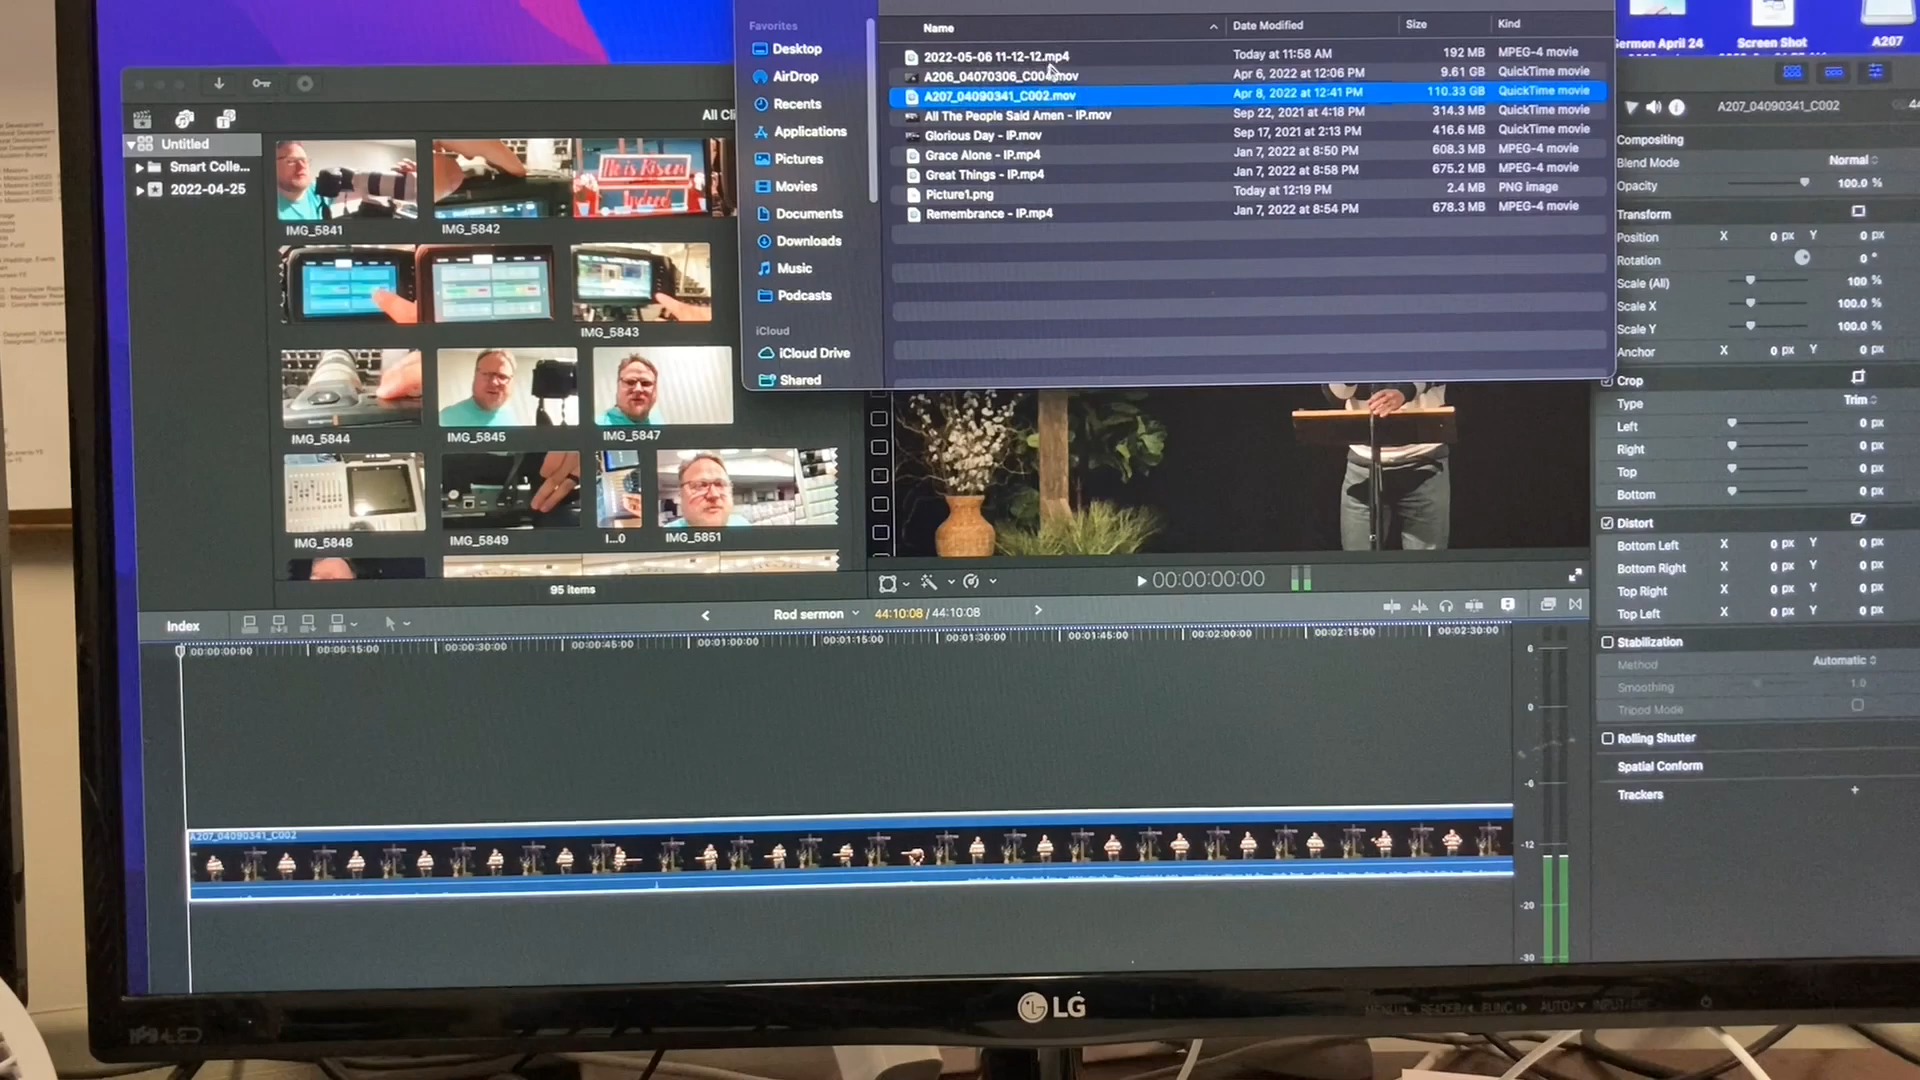 Favorites
Desktop
AirDrop
Recents
Applications
Pictures
Movies
Documents
Downloads
Music
Podcasts
iCloud
iCloud Drive
Shared
Name Date Modified Size Kind
2022-05-06 11-12-12.mp4 Today at 11:58 AM 192 MB MPEG-4 movie
A206_04070306_C004.mov Apr 6, 2022 at 12:06 PM 9.61 GB QuickTime movie
A207_04090341_C002.mov Apr 8, 2022 at 12:41 PM 110.33 GB QuickTime movie
All The People Said Amen - IP.mov Sep 22, 2021 at 4:18 PM 314.3 MB QuickTime movie
Glorious Day - IP.mov Sep 17, 2021 at 2:13 PM 416.6 MB QuickTime movie
Grace Alone - IP.mp4 Jan 7, 2022 at 8:50 PM 608.3 MB MPEG-4 movie
Great Things - IP.mp4 Jan 7, 2022 at 8:58 PM 675.2 MB MPEG-4 movie
Picture1.png Today at 12:19 PM 2.4 MB PNG image
Remembrance - IP.mp4 Jan 7, 2022 at 8:54 PM 678.3 MB MPEG-4 movie
ermon April 24
Screen Shot
A207
All Cli
Untitled
Smart Colle...
2022-04-25
He is Risen
Indeed
IMG_5841
IMG_5842
IMG_5843
IMG_5844
IMG_5845
IMG_5847
IMG_5848
IMG_5849
I...0
IMG_5851
95 items
00:00:00:00
A207_04090341_C002 44
Compositing
Blend Mode Normal
Opacity 100.0 %
Transform
Position X 0 px Y 0 px
Rotation 0 °
Scale (All) 100 %
Scale X 100.0 %
Scale Y 100.0 %
Anchor X 0 px Y 0 px
Crop
Type Trim
Left 0 px
Right 0 px
Top 0 px
Bottom 0 px
Distort
Bottom Left X 0 px Y 0 px
Bottom Right X 0 px Y 0 px
Top Right X 0 px Y 0 px
Top Left X 0 px Y 0 px
Stabilization
Method Automatic
Smoothing 1.0
Tripod Mode
Rolling Shutter
Spatial Conform
Trackers +
Index
Rod sermon
44:10:08 / 44:10:08
00:00:00:00 00:00:15:00 00:00:30:00 00:00:45:00 00:01:00:00 00:01:15:00 00:01:30:00 00:01:45:00 00:02:00:00 00:02:15:00 00:02:30:00
A207_04090341_C002
6
0
-6
-12
-20
-30
LG